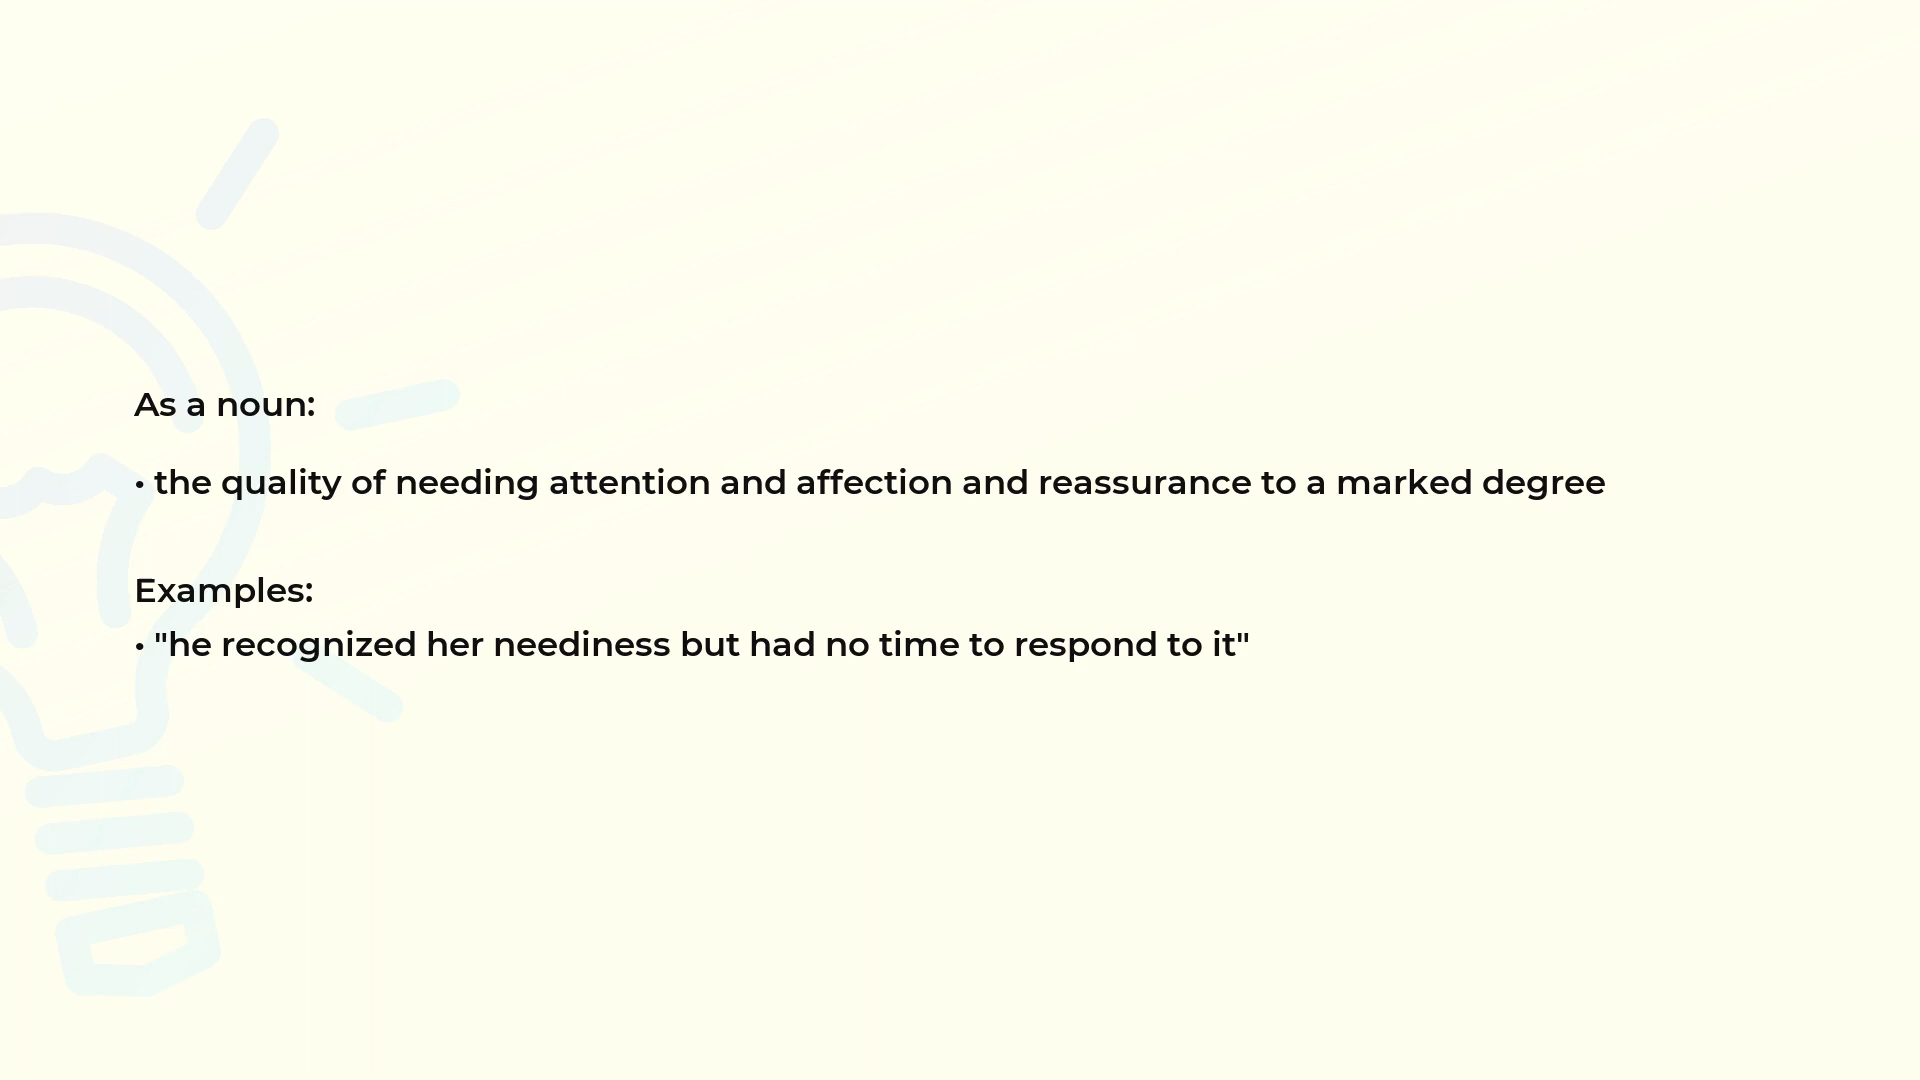 As a noun:
• the quality of needing attention and affection and reassurance to a marked degree
Examples:
• "he recognized her neediness but had no time to respond to it"